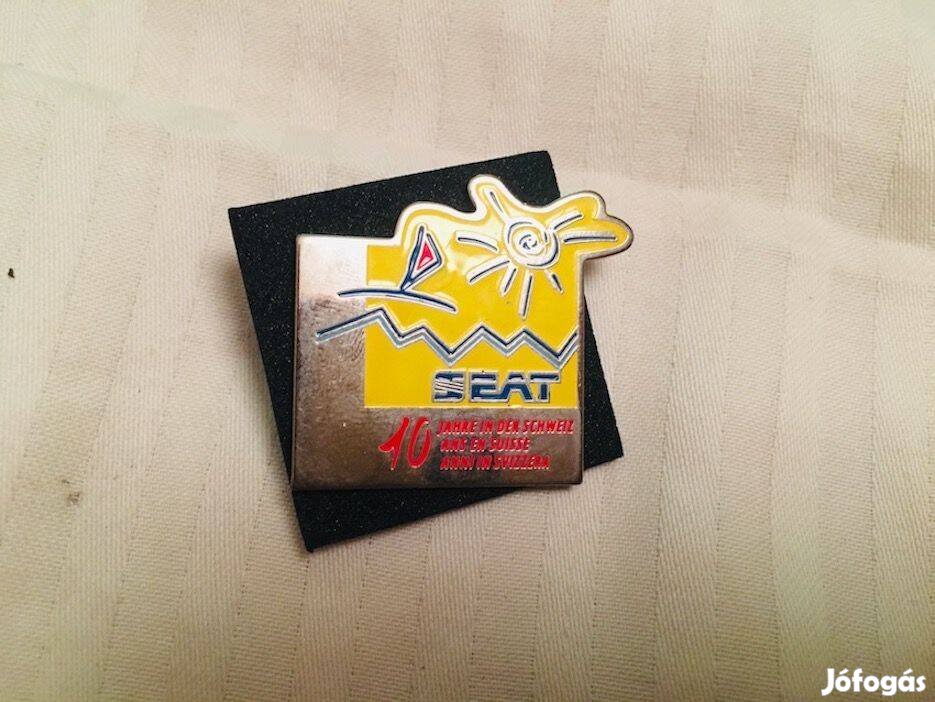 SEAT
10 JAHRE IN DER SCHWEIZ
ANS EN SUISSE
ANNI IN SVIZZERA
Jófogás